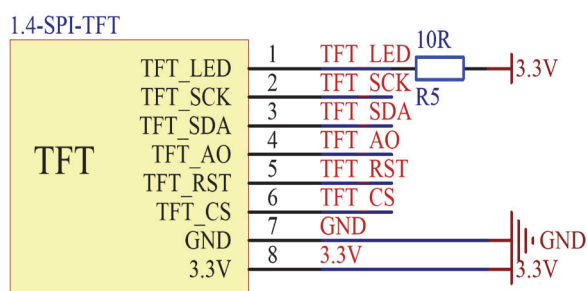 1.4-SPI-TFT
TFT_LED 1 TFT_LED 10R 3.3V
TFT_SCK 2 TFT_SCK R5
TFT_SDA 3 TFT_SDA
TFT TFT_AO 4 TFT_AO
TFT_RST 5 TFT_RST
TFT_CS 6 TFT_CS
GND 7 GND GND
3.3V 8 3.3V 3.3V